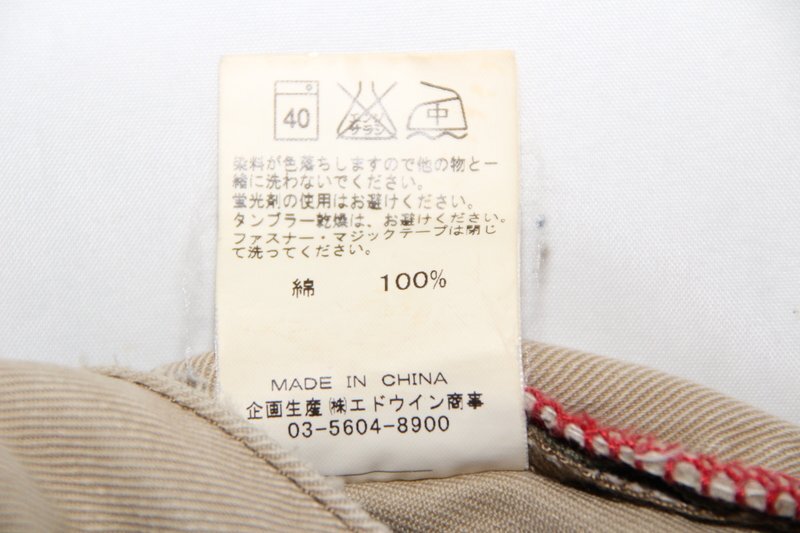 40 エンソ サラシ 中
染料が色落ちしますので他の物と一
緒に洗わないでください。
蛍光剤の使用はお避けください。
タンブラー乾燥は、お避けください。
ファスナー・マジックテープは閉じ
て洗ってください。
綿 100%
MADE IN CHINA
企画生産 ㈱エドウイン商事
03-5604-8900